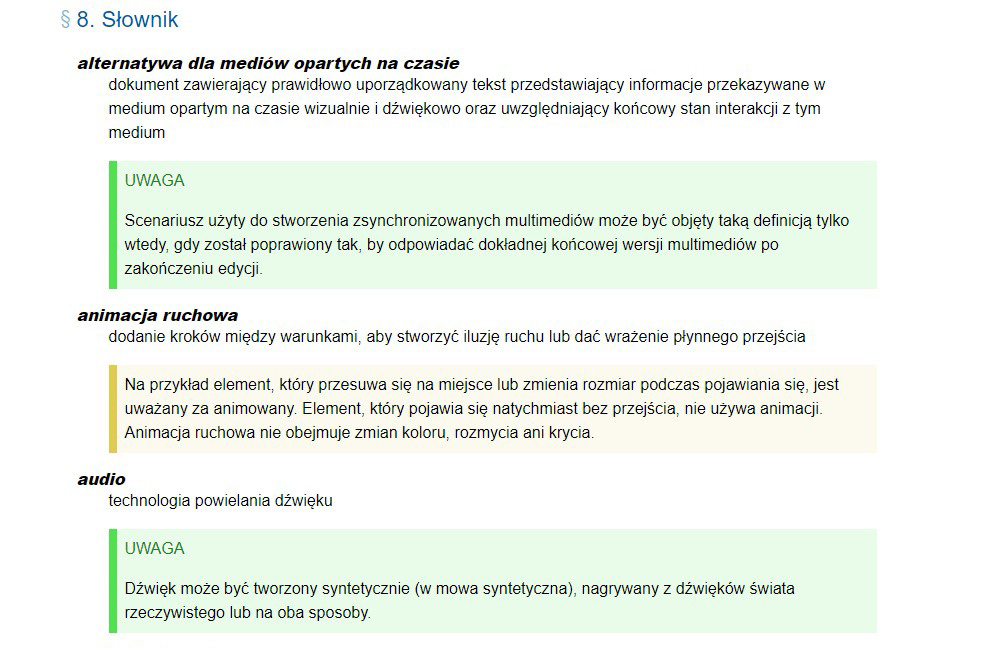 § 8. Słownik
alternatywa dla mediów opartych na czasie
dokument zawierający prawidłowo uporządkowany tekst przedstawiający informacje przekazywane w
medium opartym na czasie wizualnie i dźwiękowo oraz uwzględniający końcowy stan interakcji z tym
medium
UWAGA
Scenariusz użyty do stworzenia zsynchronizowanych multimediów może być objęty taką definicją tylko
wtedy, gdy został poprawiony tak, by odpowiadać dokładnej końcowej wersji multimediów po
zakończeniu edycji.
animacja ruchowa
dodanie kroków między warunkami, aby stworzyć iluzję ruchu lub dać wrażenie płynnego przejścia
Na przykład element, który przesuwa się na miejsce lub zmienia rozmiar podczas pojawiania się, jest
uważany za animowany. Element, który pojawia się natychmiast bez przejścia, nie używa animacji.
Animacja ruchowa nie obejmuje zmian koloru, rozmycia ani krycia.
audio
technologia powielania dźwięku
UWAGA
Dźwięk może być tworzony syntetycznie (w mowa syntetyczna), nagrywany z dźwięków świata
rzeczywistego lub na oba sposoby.